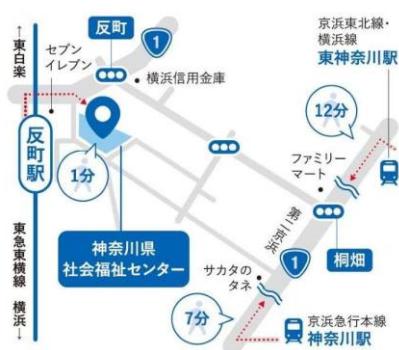 ←東白楽
反町
1
京浜東北線・
横浜線
東神奈川駅
セブン
イレブン
横浜信用金庫
12分
反町駅
1分
ファミリー
マート
神奈川県
社会福祉センター
第二京浜
1
桐畑
サカタの
タネ
東急東横線 横浜→
7分
京浜急行本線
神奈川駅